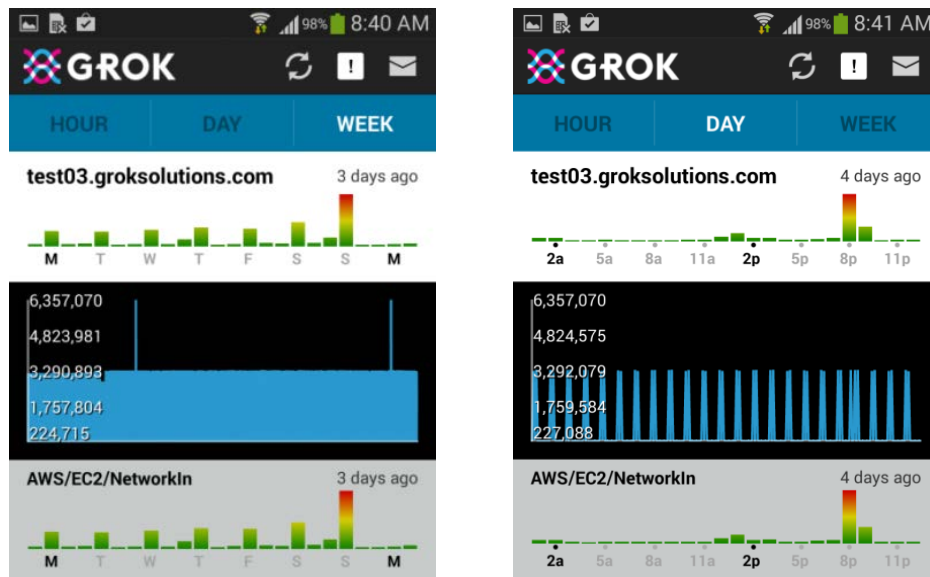 98% 8:40 AM
GROK
HOUR DAY WEEK
test03.groksolutions.com 3 days ago
M T W T F S S M
6,357,070
4,823,981
3,290,893
1,757,804
224,715
AWS/EC2/NetworkIn 3 days ago
M T W T F S S M
98% 8:41 AM
GROK
HOUR DAY WEEK
test03.groksolutions.com 4 days ago
2a 5a 8a 11a 2p 5p 8p 11p
6,357,070
4,824,575
3,292,079
1,759,584
227,088
AWS/EC2/NetworkIn 4 days ago
2a 5a 8a 11a 2p 5p 8p 11p